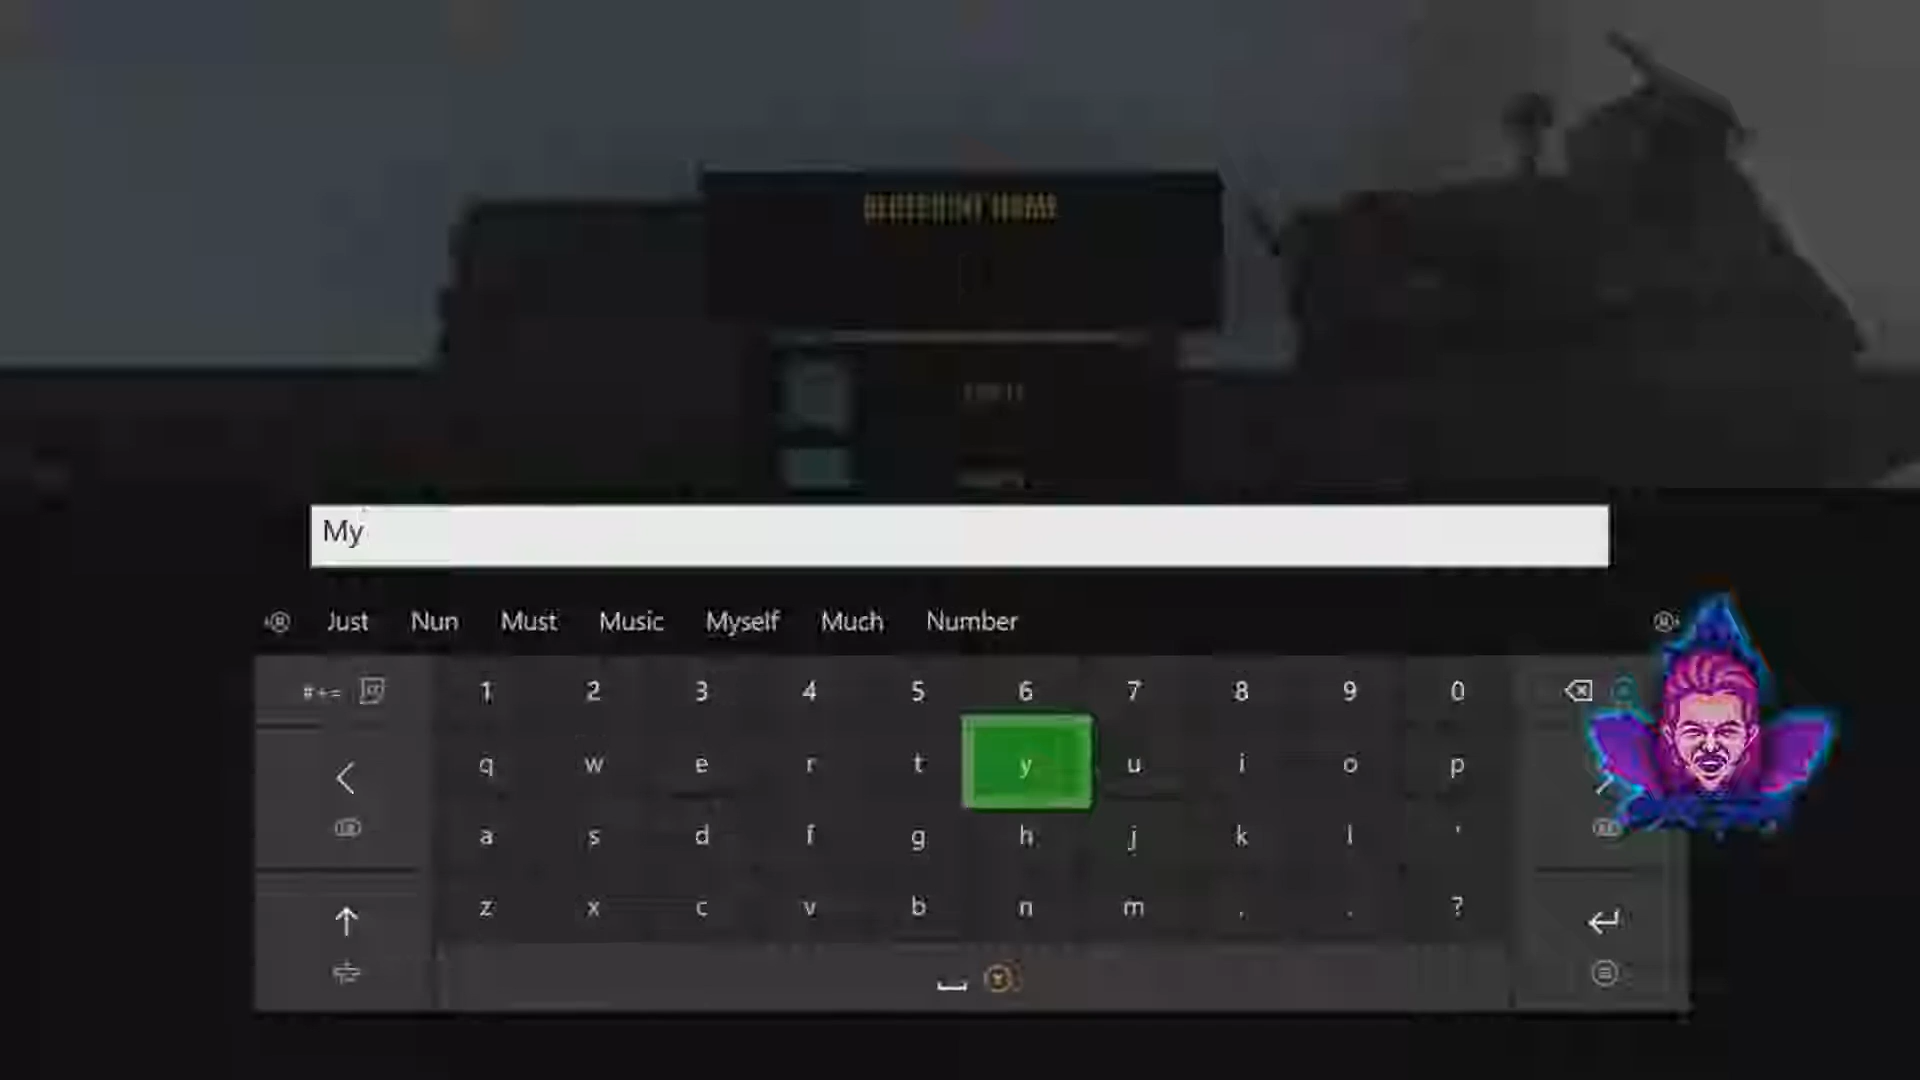 My
Just Nun Must Music Myself Much Number
#+= 1 2 3 4 5 6 7 8 9 0
q w e r t y u i o p
a s d f g h j k l '
z x c v b n m , . ?
Y